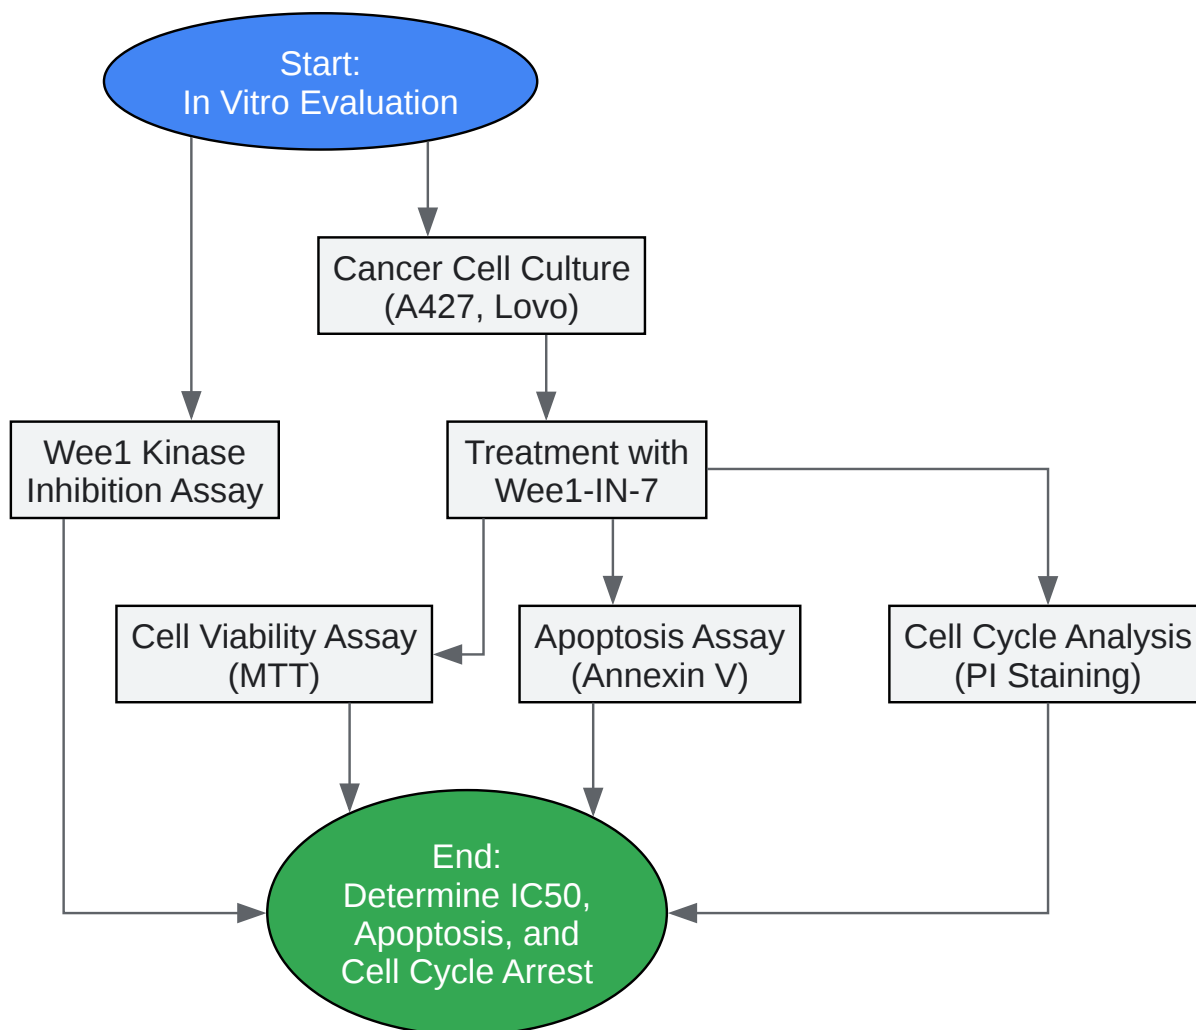 Start:
In Vitro Evaluation
Cancer Cell Culture
(A427, Lovo)
Wee1 Kinase
Inhibition Assay
Treatment with
Wee1-IN-7
Cell Viability Assay
(MTT)
Apoptosis Assay
(Annexin V)
Cell Cycle Analysis
(PI Staining)
End:
Determine IC50,
Apoptosis, and
Cell Cycle Arrest